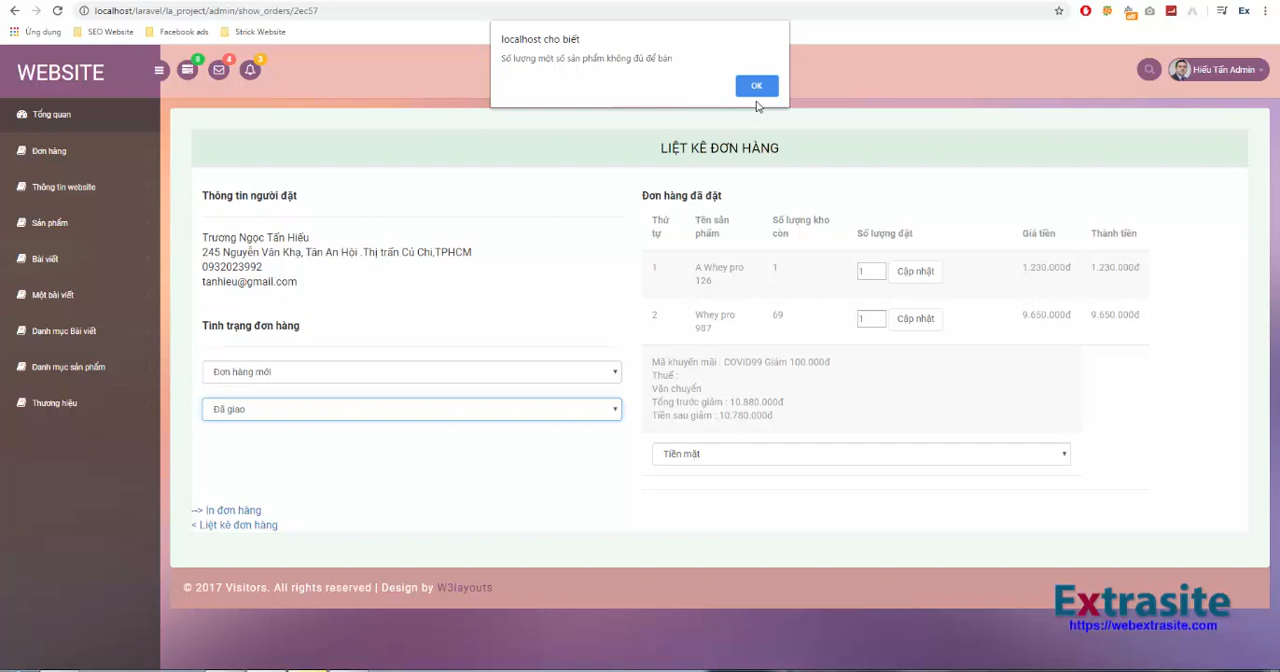 localhost/laravel/la_project/admin/show_orders/2ec57
Ex
Ứng dụng
SEO Website
Facebook ads
Strick Website
localhost cho biết
Số lượng một số sản phẩm không đủ để bán
OK
WEBSITE
8
4
3
Hiếu Tấn Admin
Tổng quan
Đơn hàng
Thông tin website
Sản phẩm
Bài viết
Một bài viết
Danh mục Bài viết
Danh mục sản phẩm
Thương hiệu
LIỆT KÊ ĐƠN HÀNG
Thông tin người đặt
Trương Ngọc Tấn Hiếu
245 Nguyễn Văn Khạ, Tân An Hội .Thị trấn Củ Chi,TPHCM
0932023992
tanhieu@gmail.com
Tình trạng đơn hàng
Đơn hàng mới
Đã giao
Đơn hàng đã đặt
Thứ tự
Tên sản phẩm
Số lượng kho còn
Số lượng đặt
Giá tiền
Thành tiền
1
A Whey pro 126
1
1
Cập nhật
1.230.000đ
1.230.000đ
2
Whey pro 987
69
1
Cập nhật
9.650.000đ
9.650.000đ
Mã khuyến mãi : COVID99 Giảm 100.000đ
Thuế :
Vận chuyển
Tổng trước giảm : 10.880.000đ
Tiền sau giảm : 10.780.000đ
Tiền mặt
--> In đơn hàng
< Liệt kê đơn hàng
© 2017 Visitors. All rights reserved | Design by W3layouts
Extrasite
https://webextrasite.com